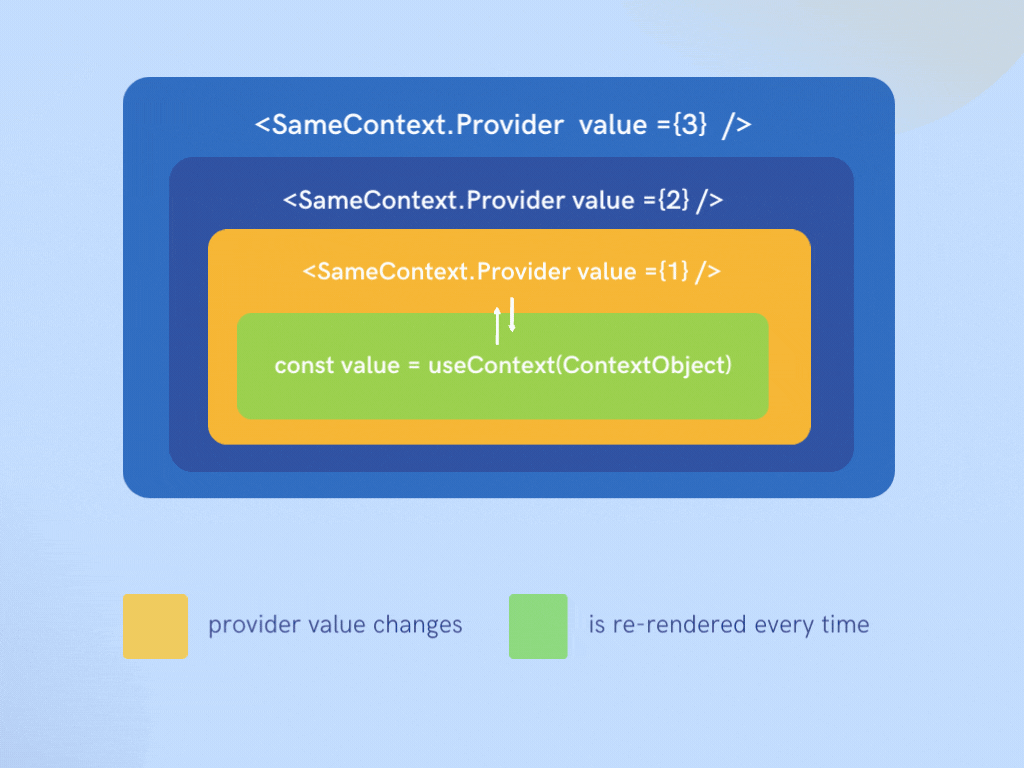 <SameContext.Provider  value ={3}  />
<SameContext.Provider value ={2} />
<SameContext.Provider value ={1} />
const value = useContext(ContextObject)
provider value changes
is re-rendered every time